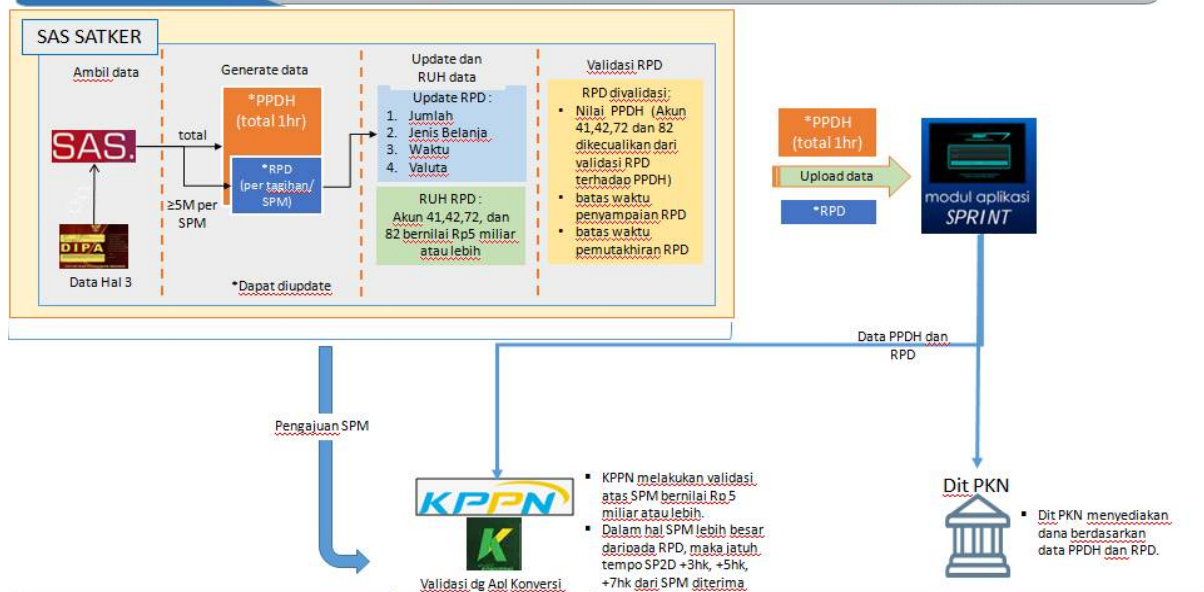 SAS SATKER
Ambil data
SAS.
DIPA
Data Hal 3
Generate data
total
≥5M per
SPM
*PPDH
(total 1hr)
*RPD
(per tagihan/
SPM)
*Dapat diupdate
Update dan
RUH data
Update RPD :
1. Jumlah
2. Jenis Belanja
3. Waktu
4. Valuta
RUH RPD :
Akun 41,42,72, dan
82 bernilai Rp5 miliar
atau lebih
Validasi RPD
RPD divalidasi:
▪ Nilai PPDH (Akun
41,42,72 dan 82
dikecualikan dari
validasi RPD
terhadap PPDH)
▪ batas waktu
penyampaian RPD
▪ batas waktu
pemutakhiran RPD
*PPDH
(total 1hr)
Upload data
*RPD
modul aplikasi
SPRINT
Data PPDH dan
RPD
Pengajuan SPM
KPPN
K
Validasi dg Apl Konversi
▪ KPPN melakukan validasi
atas SPM bernilai Rp 5
miliar atau lebih.
▪ Dalam hal SPM lebih besar
daripada RPD, maka jatuh
tempo SP2D +3hk, +5hk,
+7hk dari SPM diterima
Dit PKN
▪ Dit PKN menyediakan
dana berdasarkan
data PPDH dan RPD.